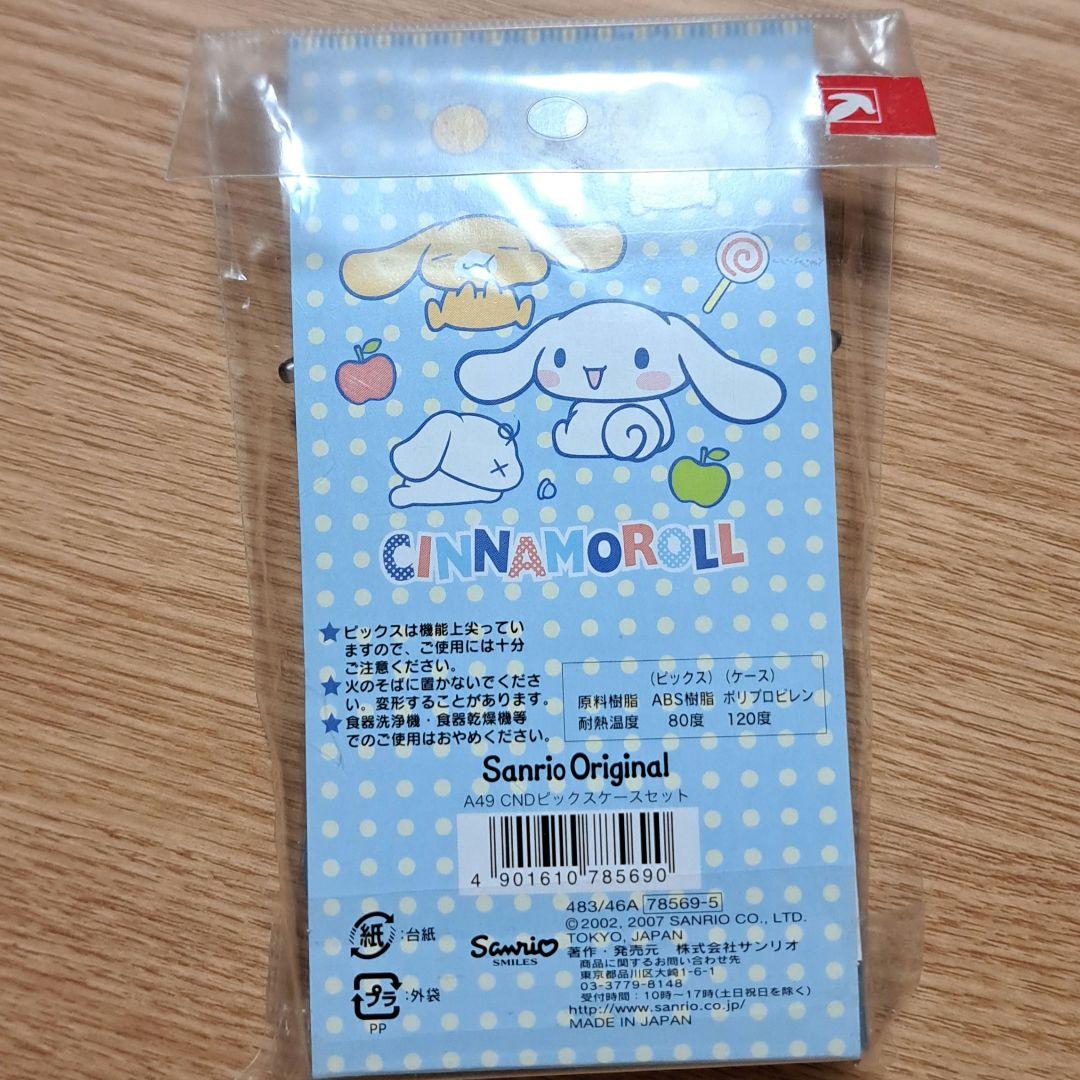 CINNAMOROLL
★ピックスは機能上尖ってい
ますので、ご使用には十分
ご注意ください。
★火のそばに置かないでくださ
い。変形することがあります。
★食器洗浄機・食器乾燥機等
でのご使用はおやめください。
(ピックス) (ケース)
原料樹脂 ABS樹脂 ポリプロピレン
耐熱温度 80度 120度
Sanrio Original
A49 CNDピックスケースセット
4 901610 785690
483/46A 78569-5
©2002, 2007 SANRIO CO., LTD.
TOKYO, JAPAN
著作・発売元 株式会社サンリオ
商品に関するお問い合わせ先
東京都品川区大崎1-6-1
03-3779-8148
受付時間:10時~17時(土日祝日を除く)
http://www.sanrio.co.jp/
MADE IN JAPAN
紙:台紙
プラ:外袋
PP
Sanrio
SMILES